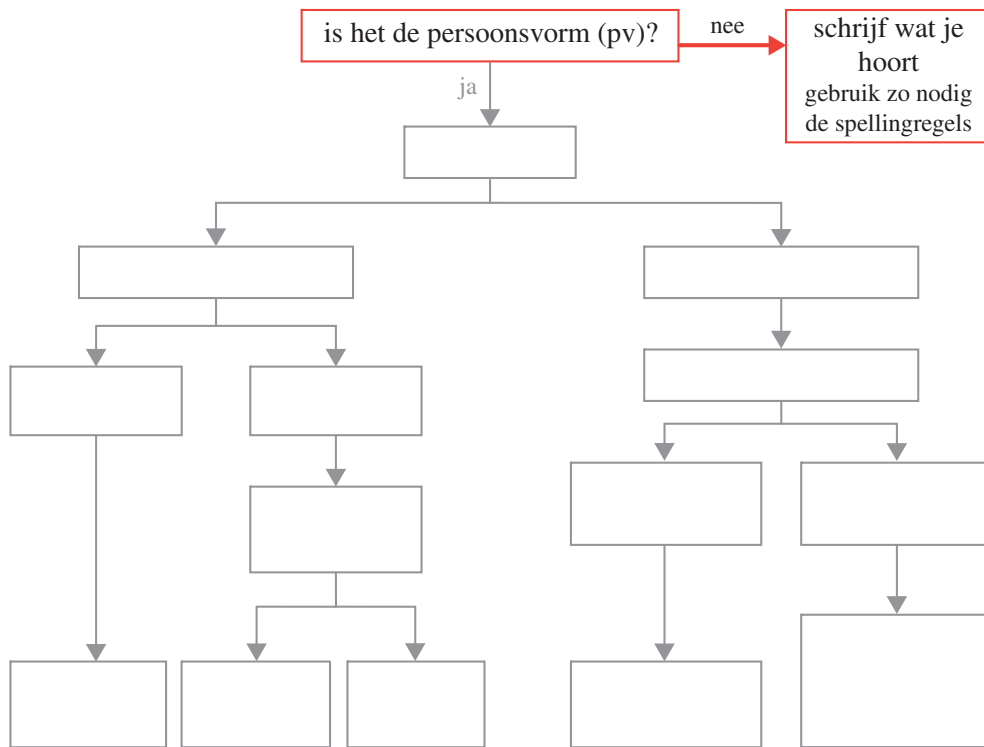 is het de persoonsvorm (pv)?
nee
schrijf wat je
hoort
gebruik zo nodig
de spellingregels
ja